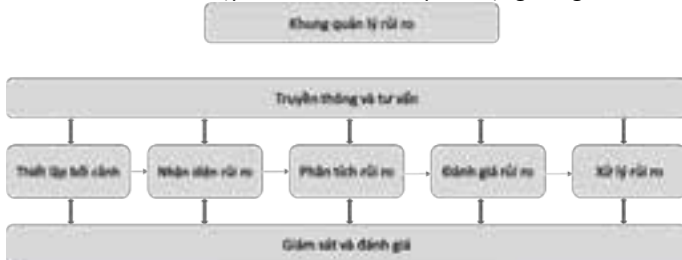 Khung quản lý rủi ro
Truyền thông và tư vấn
Thiết lập bối cảnh
Nhận diện rủi ro
Phân tích rủi ro
Đánh giá rủi ro
Xử lý rủi ro
Giám sát và đánh giá